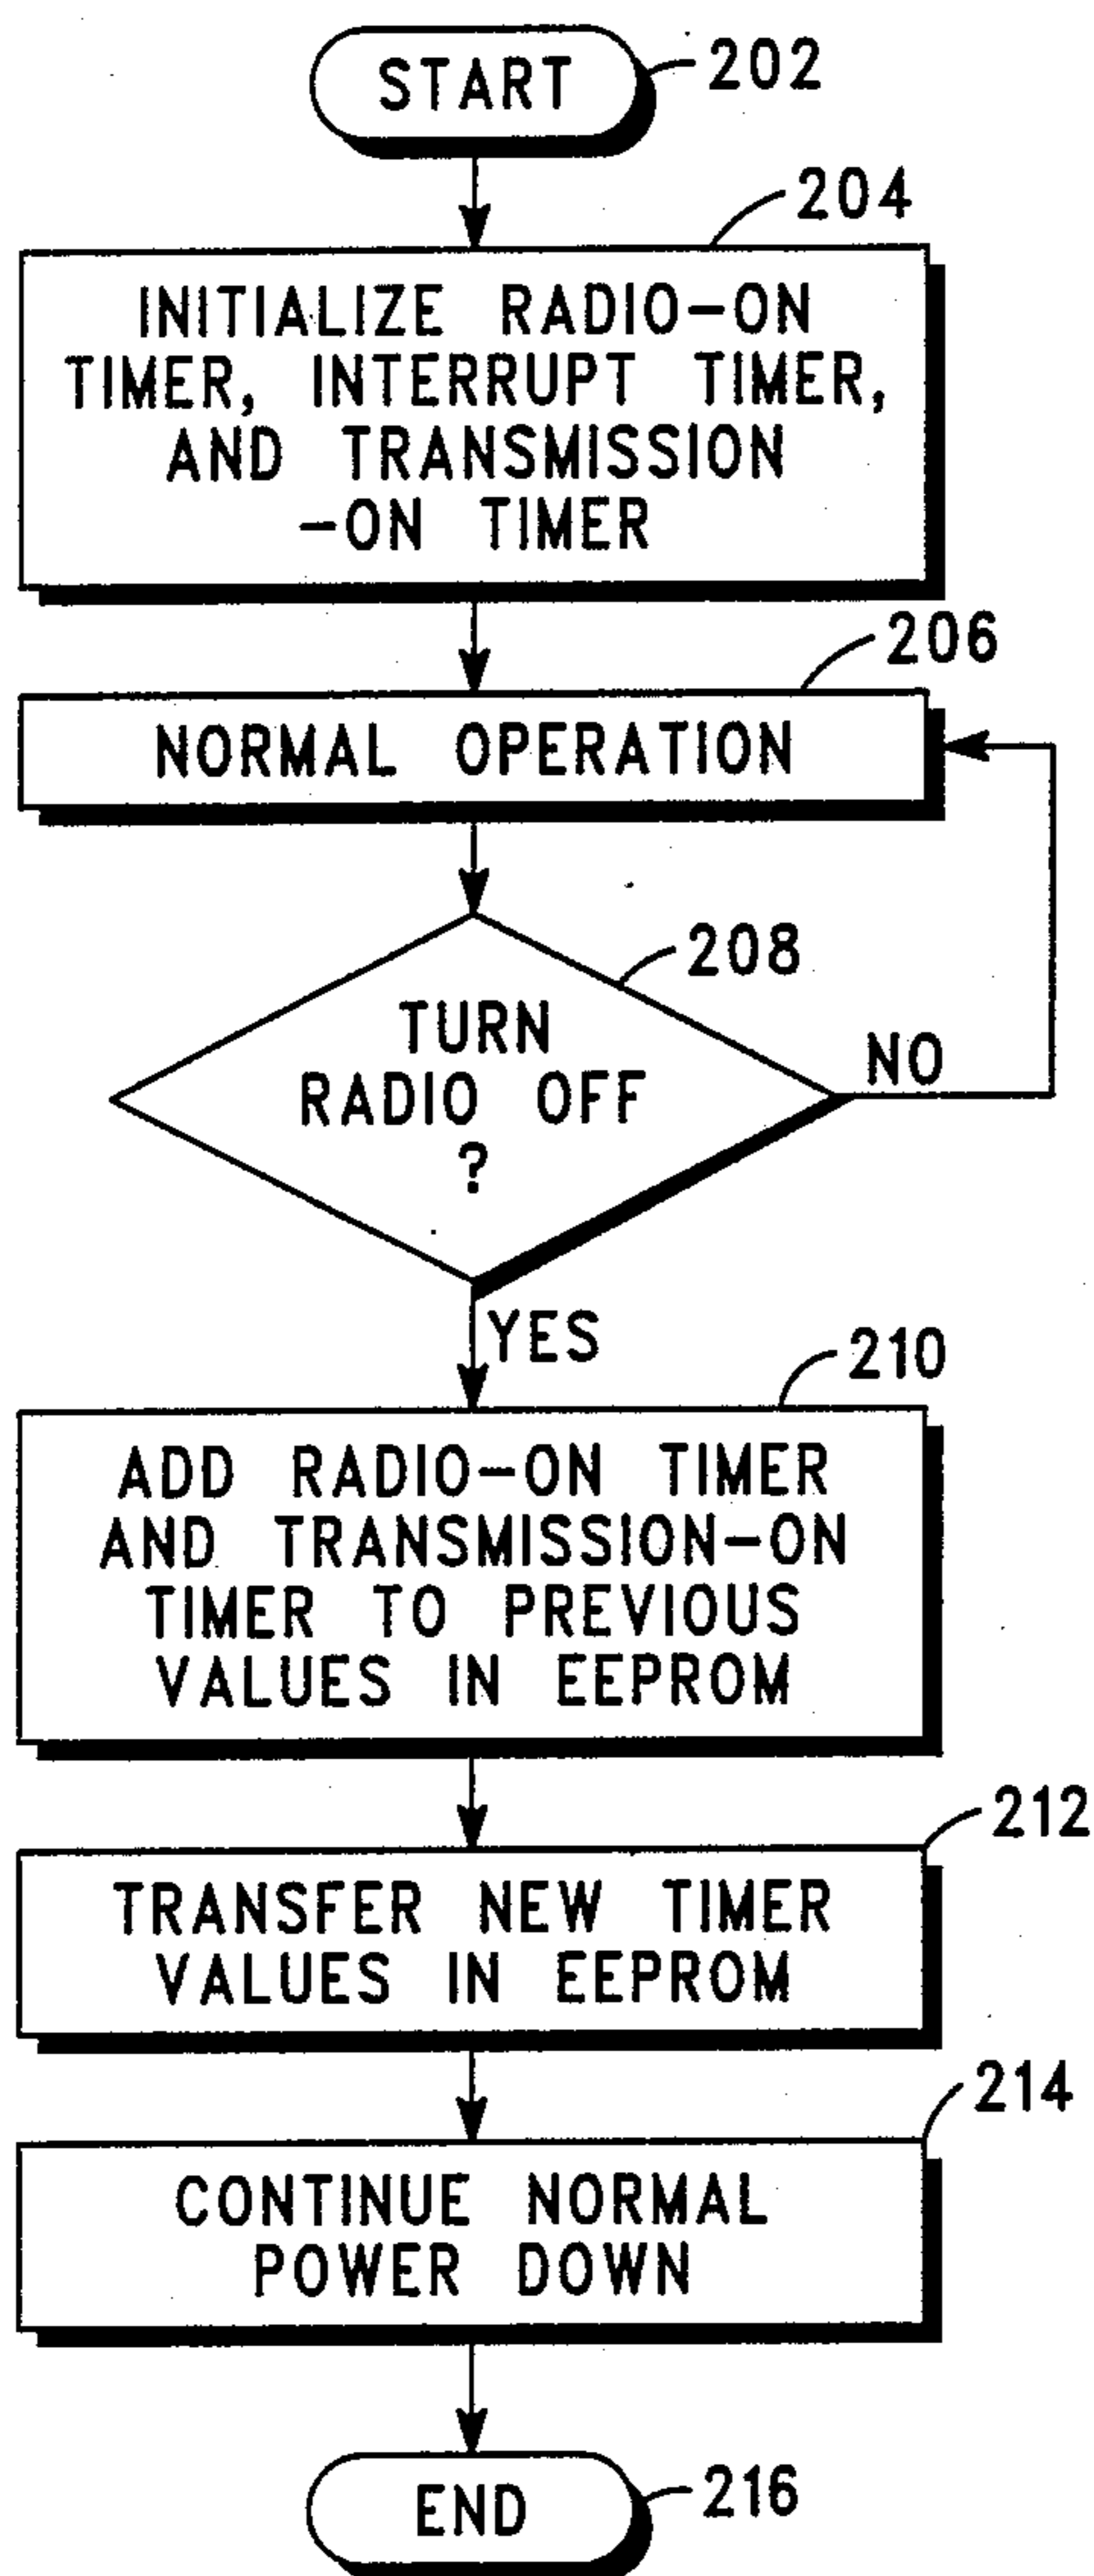 START
202
204
INITIALIZE RADIO-ON
TIMER, INTERRUPT TIMER,
AND TRANSMISSION
-ON TIMER
206
NORMAL OPERATION
208
TURN
RADIO OFF
?
NO
YES
210
ADD RADIO-ON TIMER
AND TRANSMISSION-ON
TIMER TO PREVIOUS
VALUES IN EEPROM
212
TRANSFER NEW TIMER
VALUES IN EEPROM
214
CONTINUE NORMAL
POWER DOWN
END
216